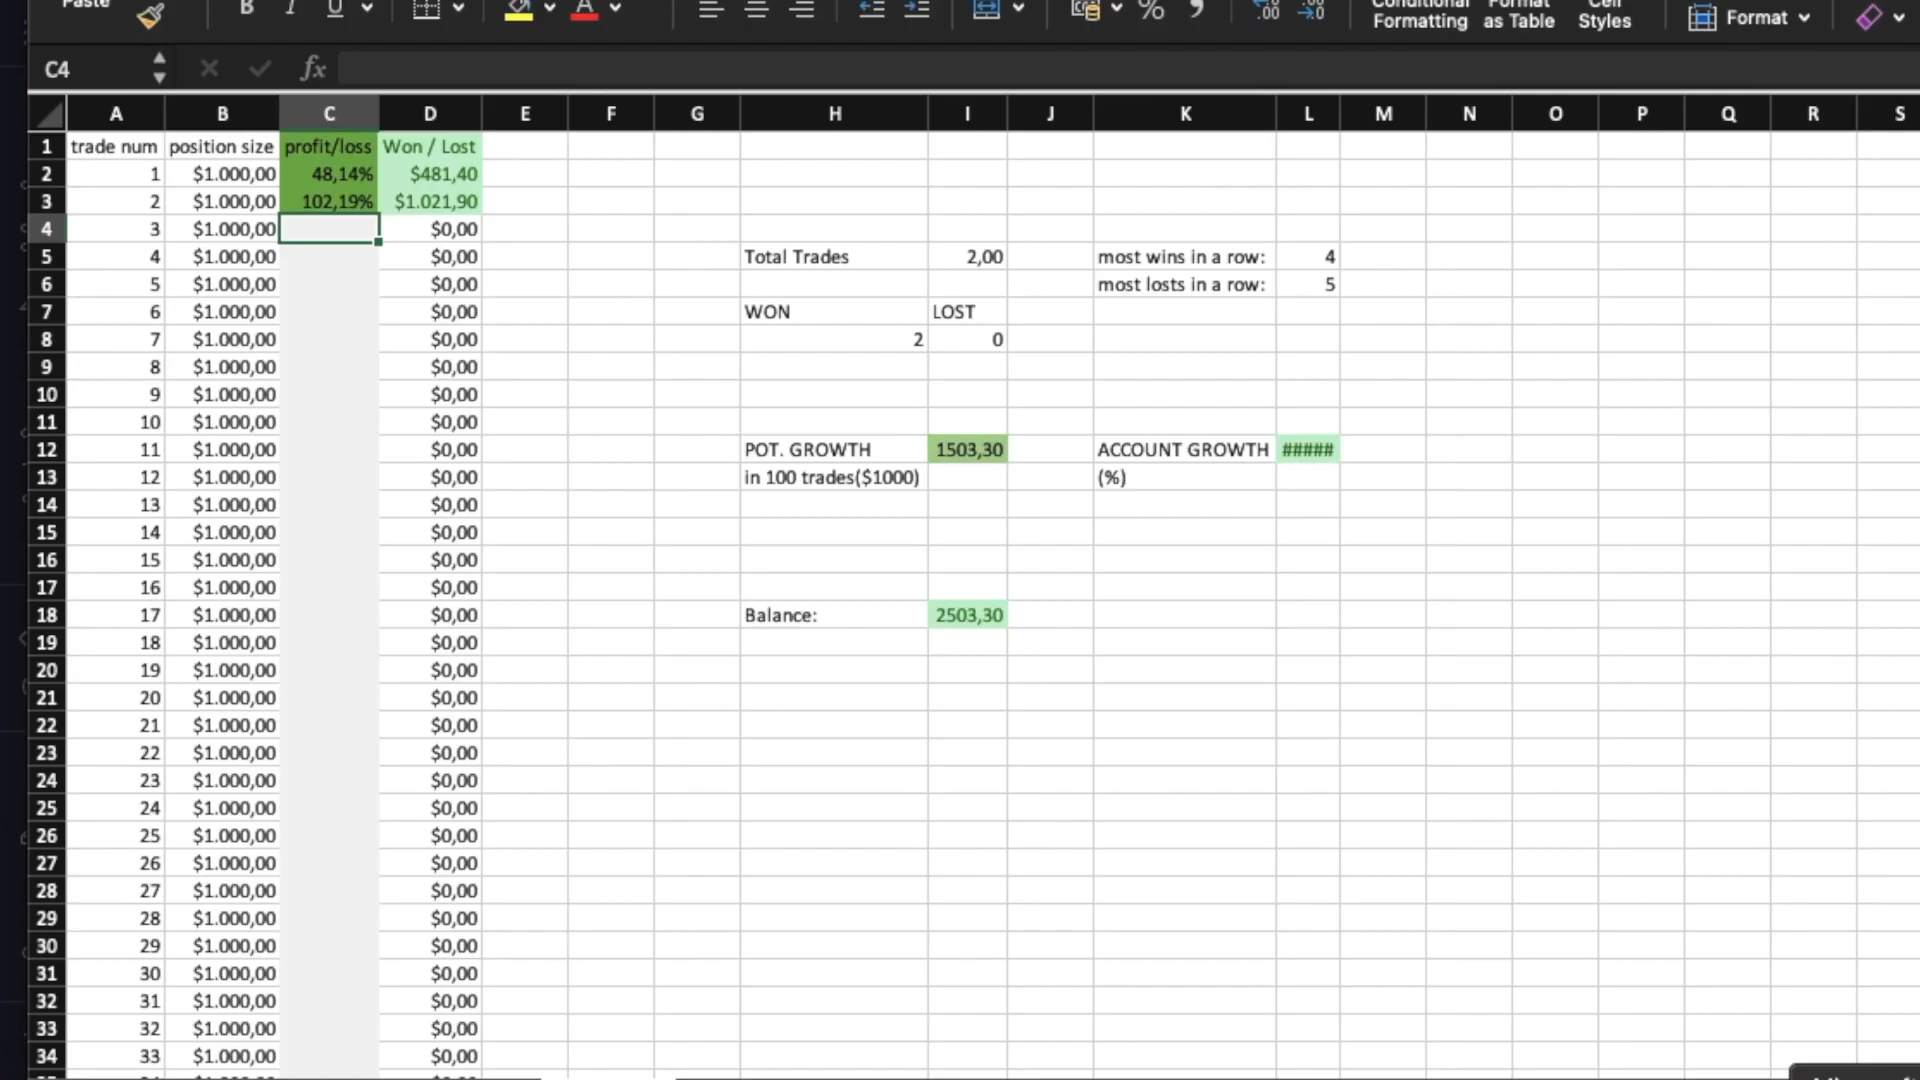 Paste
B I U
Conditional Format Cell
Formatting as Table Styles
Format
C4
fx
A B C D E F G H I J K L M N O P Q R S
1 trade num position size profit/loss Won / Lost
2 1 $1.000,00 48,14% $481,40
3 2 $1.000,00 102,19% $1.021,90
4 3 $1.000,00 $0,00
5 4 $1.000,00 $0,00 Total Trades 2,00 most wins in a row: 4
6 5 $1.000,00 $0,00 most losts in a row: 5
7 6 $1.000,00 $0,00 WON LOST
8 7 $1.000,00 $0,00 2 0
9 8 $1.000,00 $0,00
10 9 $1.000,00 $0,00
11 10 $1.000,00 $0,00
12 11 $1.000,00 $0,00 POT. GROWTH 1503,30 ACCOUNT GROWTH #####
13 12 $1.000,00 $0,00 in 100 trades($1000) (%)
14 13 $1.000,00 $0,00
15 14 $1.000,00 $0,00
16 15 $1.000,00 $0,00
17 16 $1.000,00 $0,00
18 17 $1.000,00 $0,00 Balance: 2503,30
19 18 $1.000,00 $0,00
20 19 $1.000,00 $0,00
21 20 $1.000,00 $0,00
22 21 $1.000,00 $0,00
23 22 $1.000,00 $0,00
24 23 $1.000,00 $0,00
25 24 $1.000,00 $0,00
26 25 $1.000,00 $0,00
27 26 $1.000,00 $0,00
28 27 $1.000,00 $0,00
29 28 $1.000,00 $0,00
30 29 $1.000,00 $0,00
31 30 $1.000,00 $0,00
32 31 $1.000,00 $0,00
33 32 $1.000,00 $0,00
34 33 $1.000,00 $0,00